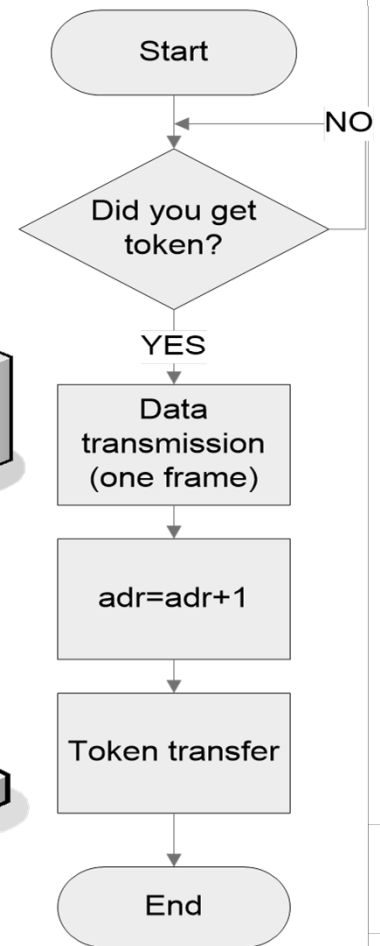 Start
NO
Did you get
token?
YES
Data
transmission
(one frame)
adr=adr+1
Token transfer
End